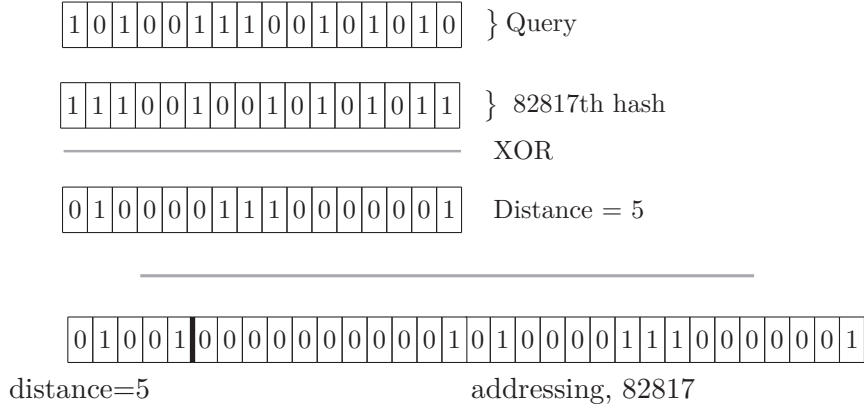 1 0 1 0 0 1 1 1 0 0 1 0 1 0 1 0 } Query
1 1 1 0 0 1 0 0 1 0 1 0 1 0 1 1 } 82817th hash
XOR
0 1 0 0 0 0 1 1 1 0 0 0 0 0 0 1 Distance = 5
0 1 0 0 1 0 0 0 0 0 0 0 0 0 0 1 0 1 0 0 0 0 1 1 1 0 0 0 0 0 0 1
distance=5 addressing, 82817